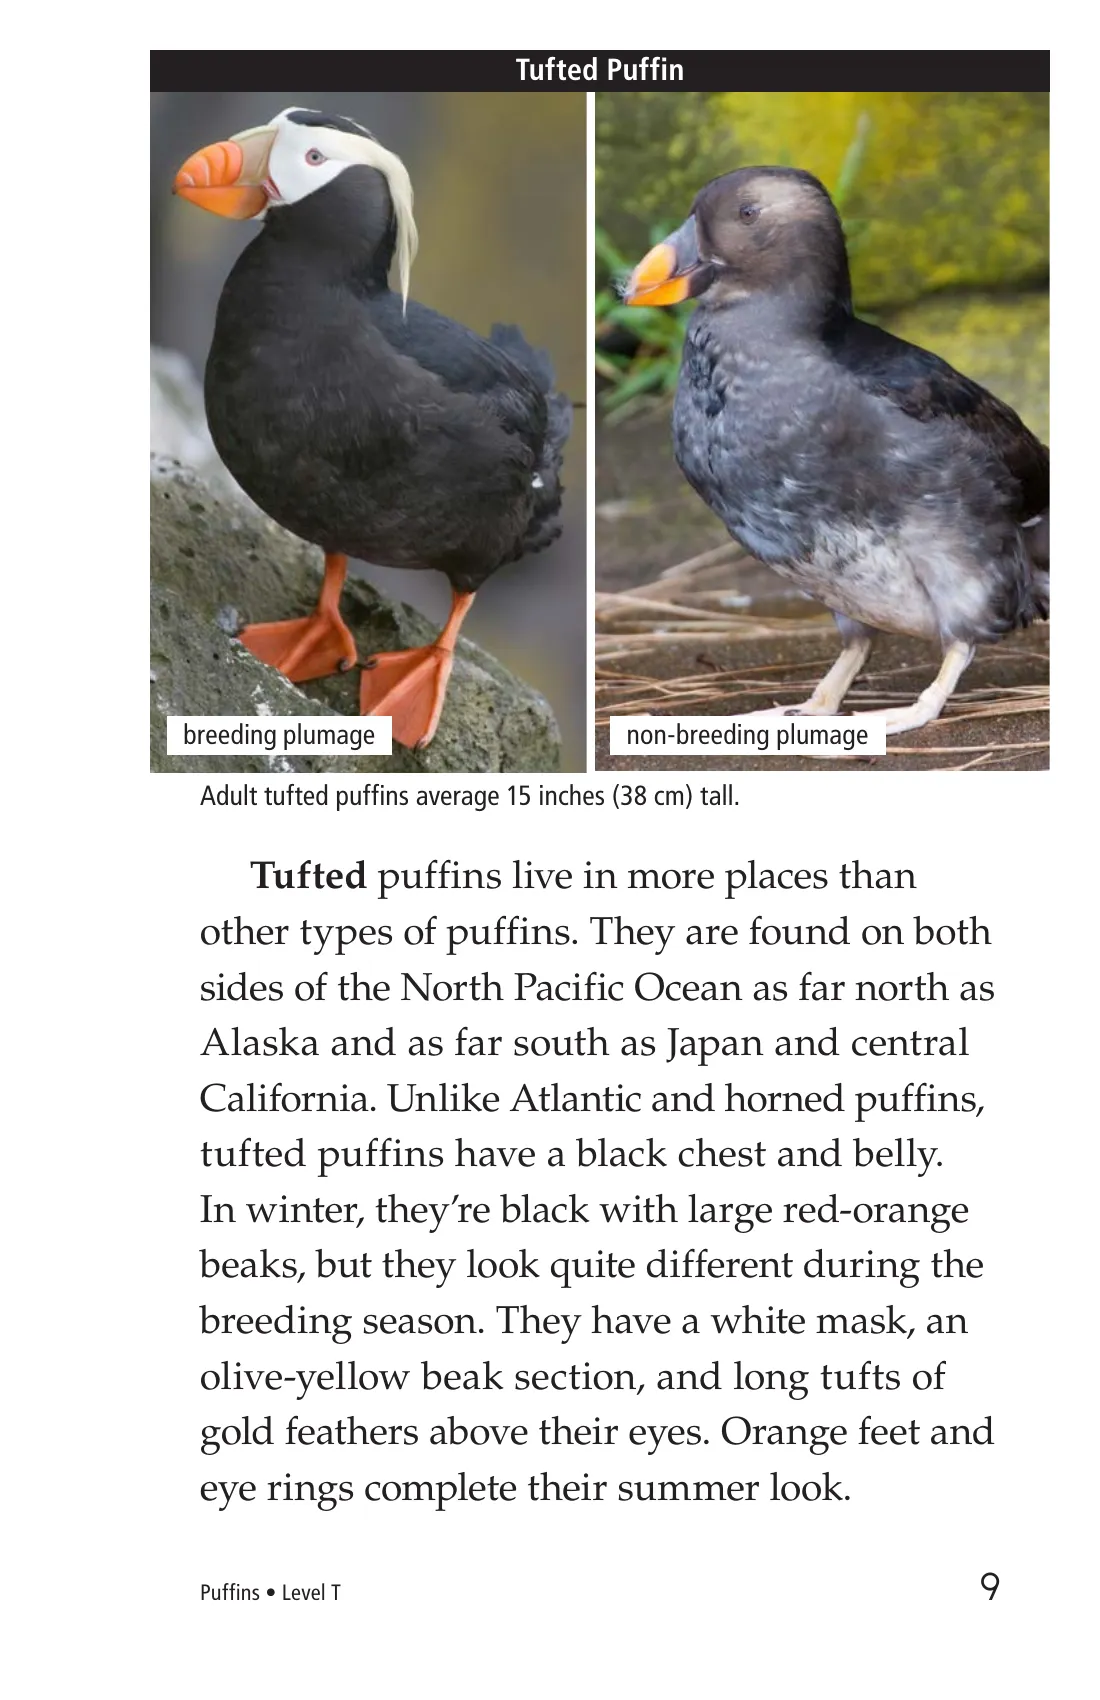 Tufted Puffin
breeding plumage
non-breeding plumage
Adult tufted puffins average 15 inches (38 cm) tall.
Tufted puffins live in more places than
other types of puffins. They are found on both
sides of the North Pacific Ocean as far north as
Alaska and as far south as Japan and central
California. Unlike Atlantic and horned puffins,
tufted puffins have a black chest and belly.
In winter, they’re black with large red-orange
beaks, but they look quite different during the
breeding season. They have a white mask, an
olive-yellow beak section, and long tufts of
gold feathers above their eyes. Orange feet and
eye rings complete their summer look.
Puffins • Level T
9